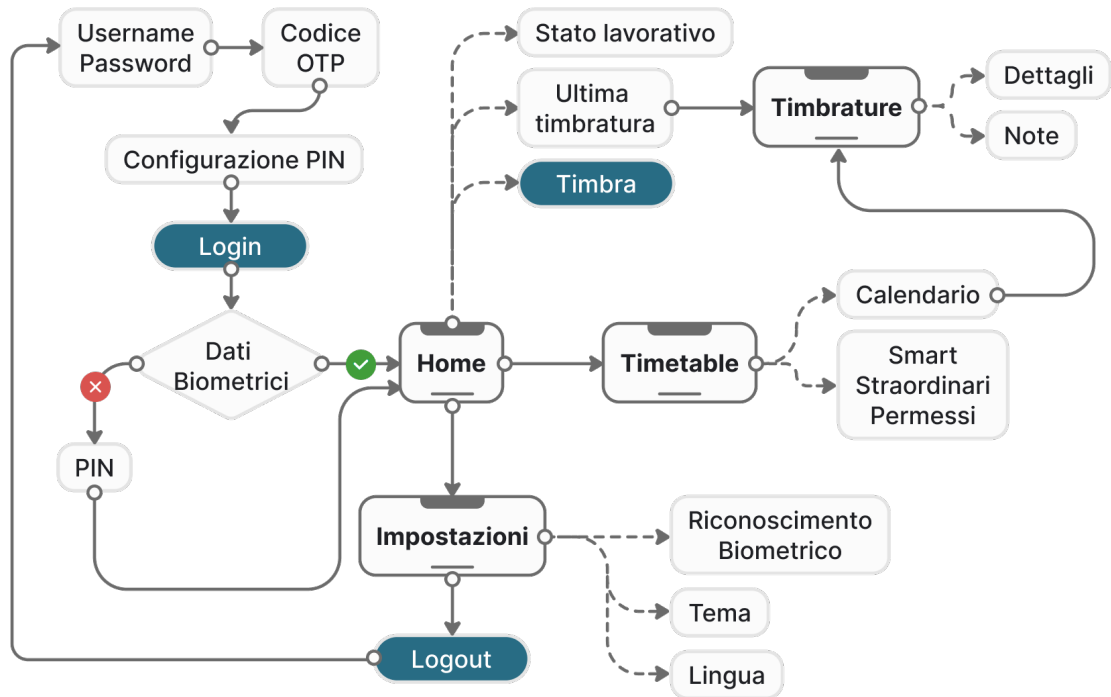 Username
Password
Codice
OTP
Stato lavorativo
Ultima
timbratura
Timbrature
Dettagli
Note
Configurazione PIN
Timbra
Login
Calendario
Dati
Biometrici
Home
Timetable
Smart
Straordinari
Permessi
PIN
Impostazioni
Riconoscimento
Biometrico
Tema
Logout
Lingua